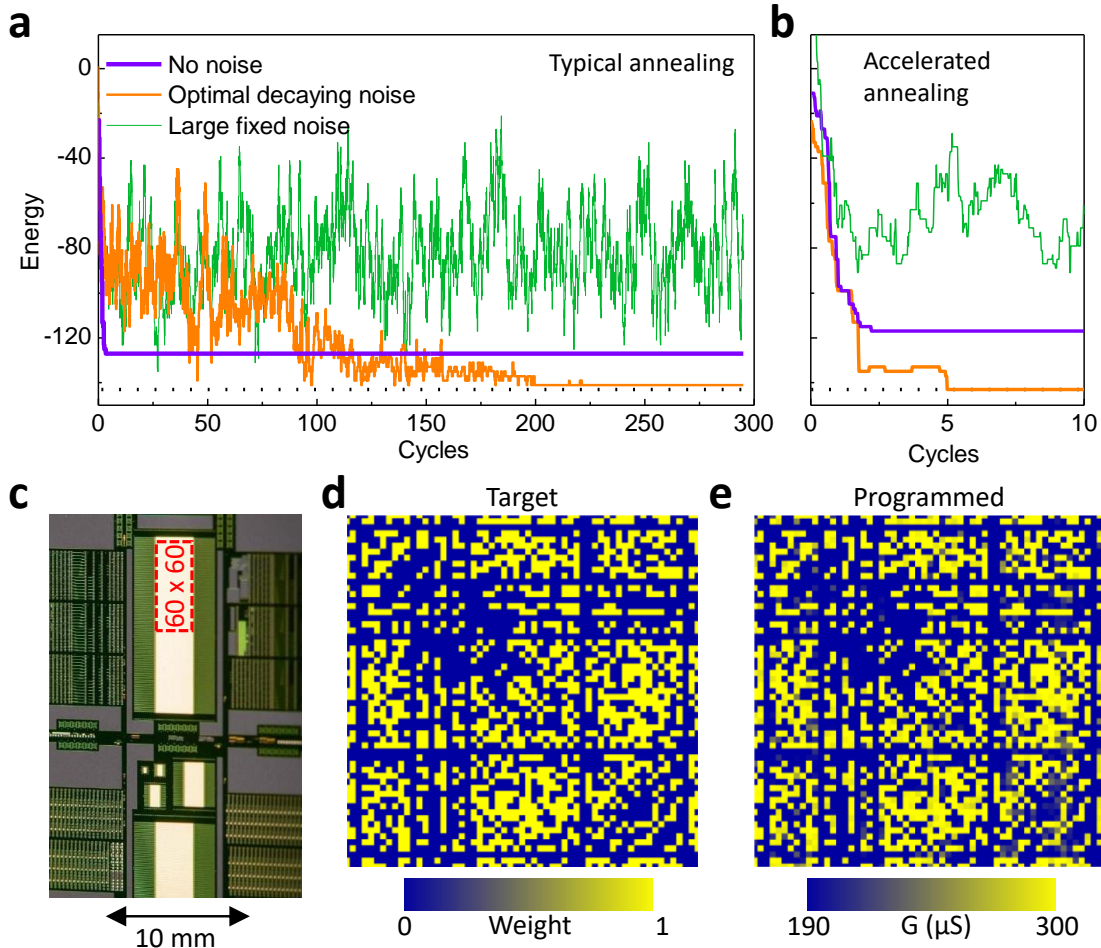 a
0
-40
-80
-120
Energy
No noise
Optimal decaying noise
Large fixed noise
Typical annealing
0
50
100
150
200
250
300
Cycles
b
Accelerated
annealing
0
5
10
Cycles
c
60 x 60
10 mm
d
Target
0
Weight
1
e
Programmed
190
G (µS)
300